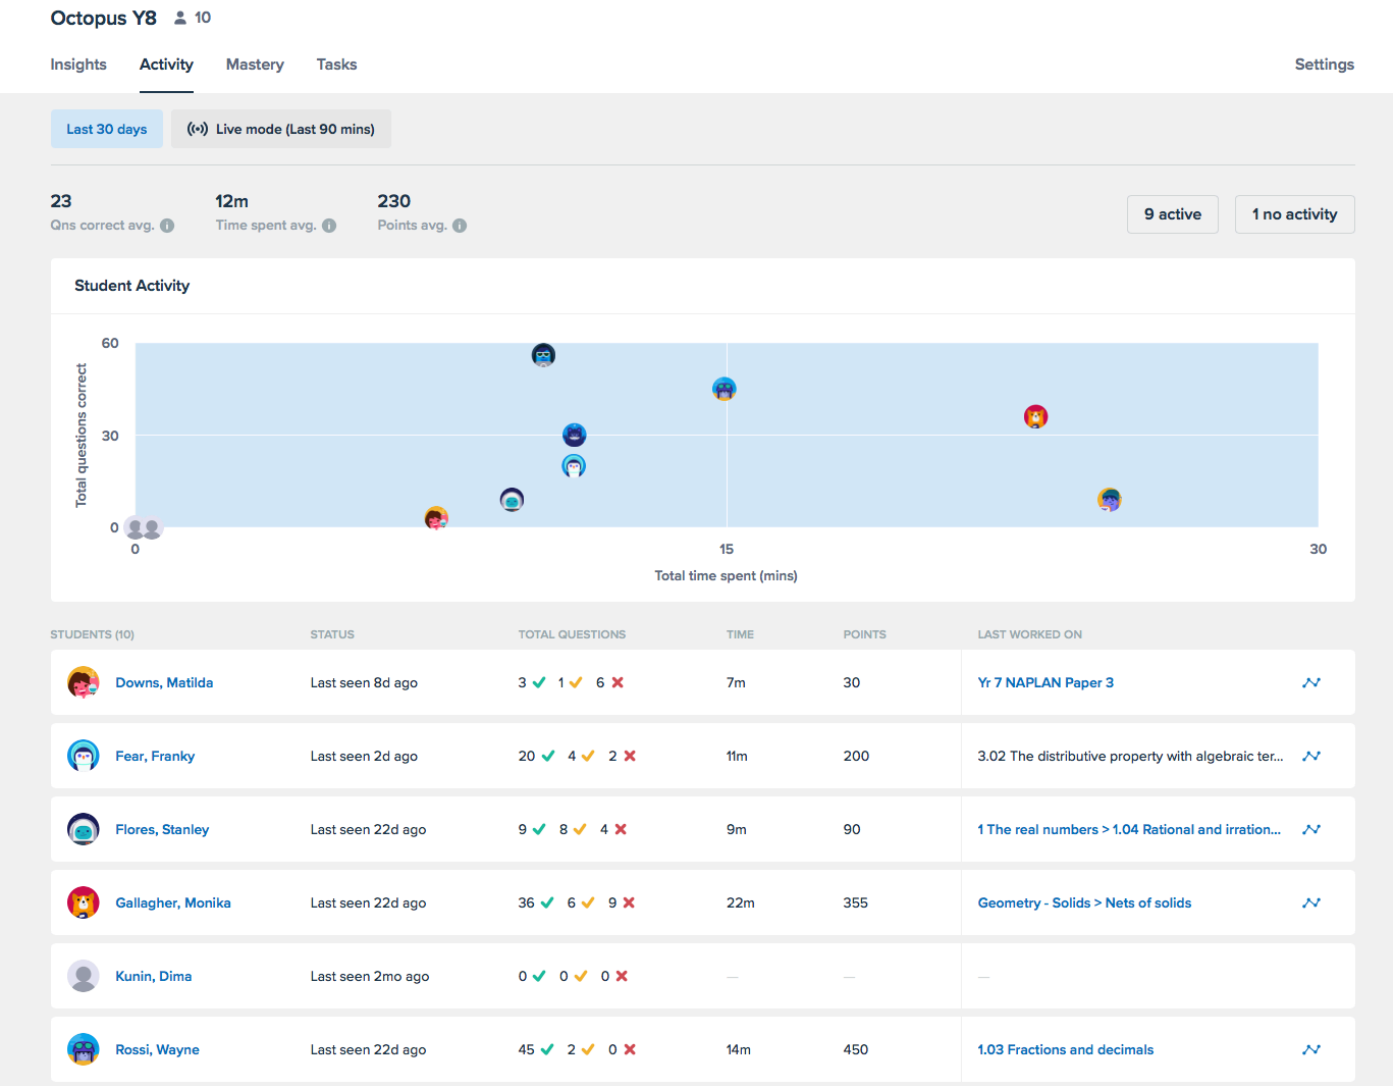 Octopus Y8 10
Insights Activity Mastery Tasks Settings
Last 30 days Live mode (Last 90 mins)
23 12m 230
Qns correct avg. Time spent avg. Points avg.
9 active 1 no activity
Student Activity
60
30
0
Total questions correct
0 15 30
Total time spent (mins)
STUDENTS (10) STATUS TOTAL QUESTIONS TIME POINTS LAST WORKED ON
Downs, Matilda Last seen 8d ago 3 1 6 7m 30 Yr 7 NAPLAN Paper 3
Fear, Franky Last seen 2d ago 20 4 2 11m 200 3.02 The distributive property with algebraic ter...
Flores, Stanley Last seen 22d ago 9 8 4 9m 90 1 The real numbers > 1.04 Rational and irration...
Gallagher, Monika Last seen 22d ago 36 6 9 22m 355 Geometry - Solids > Nets of solids
Kunin, Dima Last seen 2mo ago 0 0 0 — — —
Rossi, Wayne Last seen 22d ago 45 2 0 14m 450 1.03 Fractions and decimals